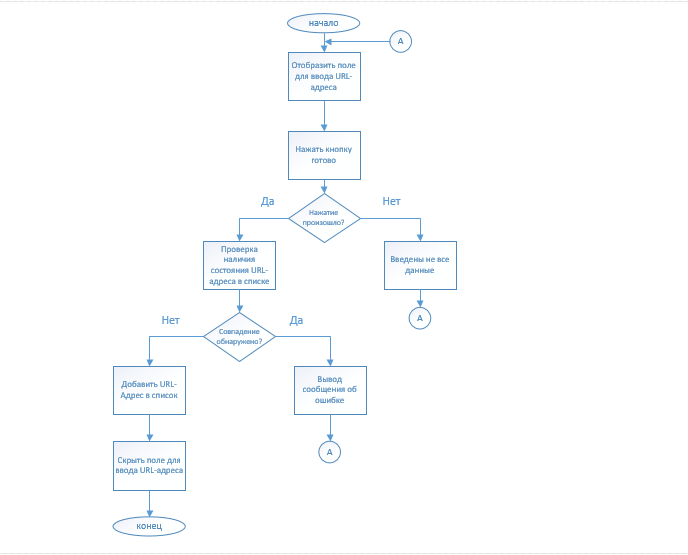 начало
А
Отобразить поле
для ввода URL-
адреса
Нажать кнопку
готово
Да
Нет
Нажатие
произошло?
Проверка
наличия
состояния URL-
адреса в списке
Введены не все
данные
А
Нет
Да
Совпадение
обнаружено?
Добавить URL-
Адрес в список
Вывод
сообщения об
ошибке
А
Скрыть поле для
ввода URL-адреса
конец